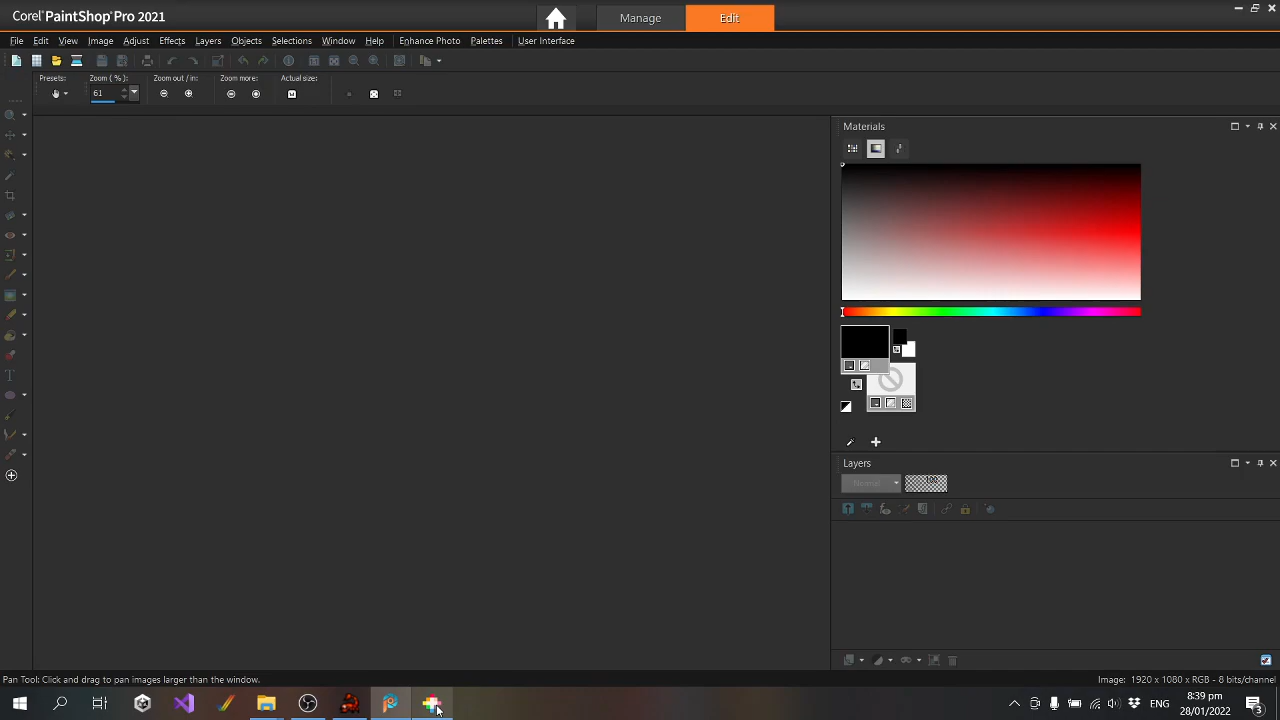 Corel PaintShop Pro 2021
Manage
Edit
File Edit View Image Adjust Effects Layers Objects Selections Window Help Enhance Photo Palettes User Interface
Presets: Zoom ( % ): Zoom out / in: Zoom more: Actual size:
61
Materials
Layers
Normal
100
Pan Tool: Click and drag to pan images larger than the window.
Image: 1920 x 1080 x RGB - 8 bits/channel
ENG
8:39 pm
28/01/2022
3